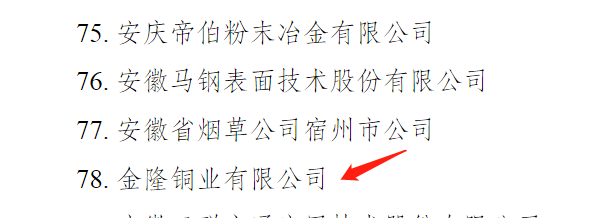 75. 安庆帝伯粉末冶金有限公司
76. 安徽马钢表面技术股份有限公司
77. 安徽省烟草公司宿州市公司
78. 金隆铜业有限公司